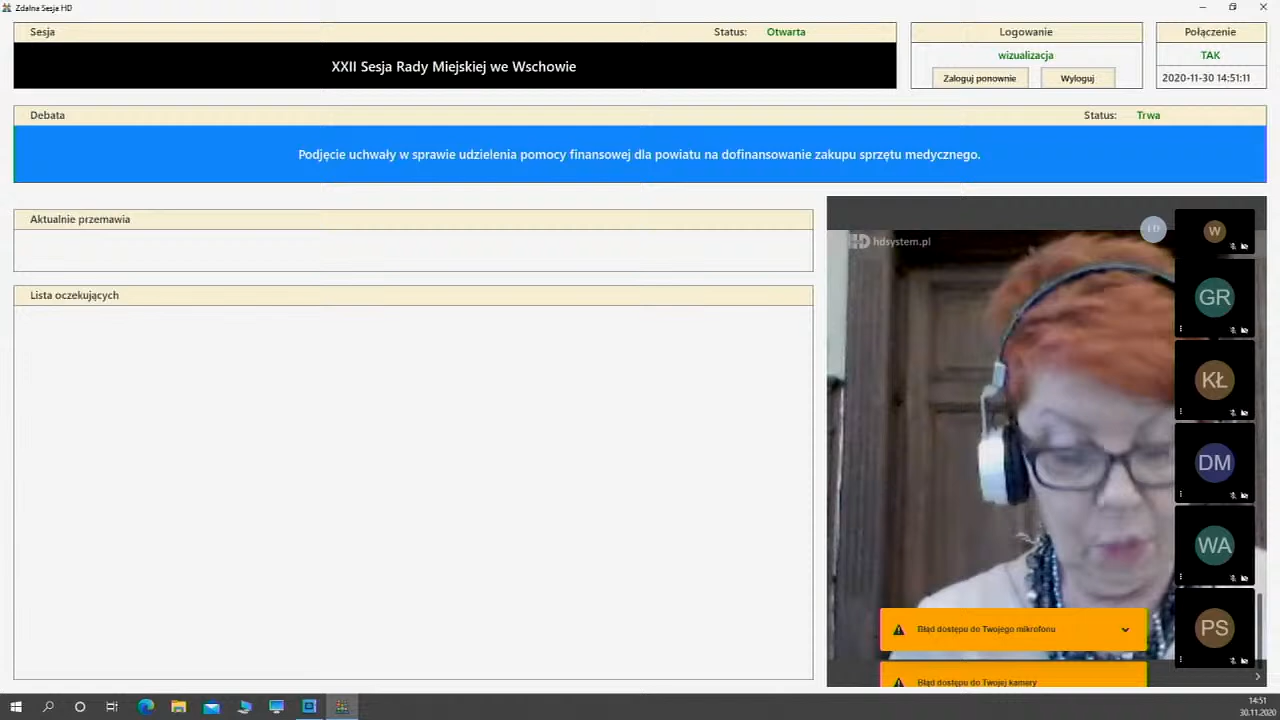 Zdalna Sesja HD
Sesja
Status: Otwarta
XXII Sesja Rady Miejskiej we Wschowie
Logowanie
wizualizacja
Zaloguj ponownie
Wyloguj
Połączenie
TAK
2020-11-30 14:51:11
Debata
Status: Trwa
Podjęcie uchwały w sprawie udzielenia pomocy finansowej dla powiatu na dofinansowanie zakupu sprzętu medycznego.
Aktualnie przemawia
Lista oczekujących
HD hdsystem.pl
W
GR
KŁ
DM
WA
PS
Błąd dostępu do Twojego mikrofonu
Błąd dostępu do Twojej kamery
14:51
30.11.2020